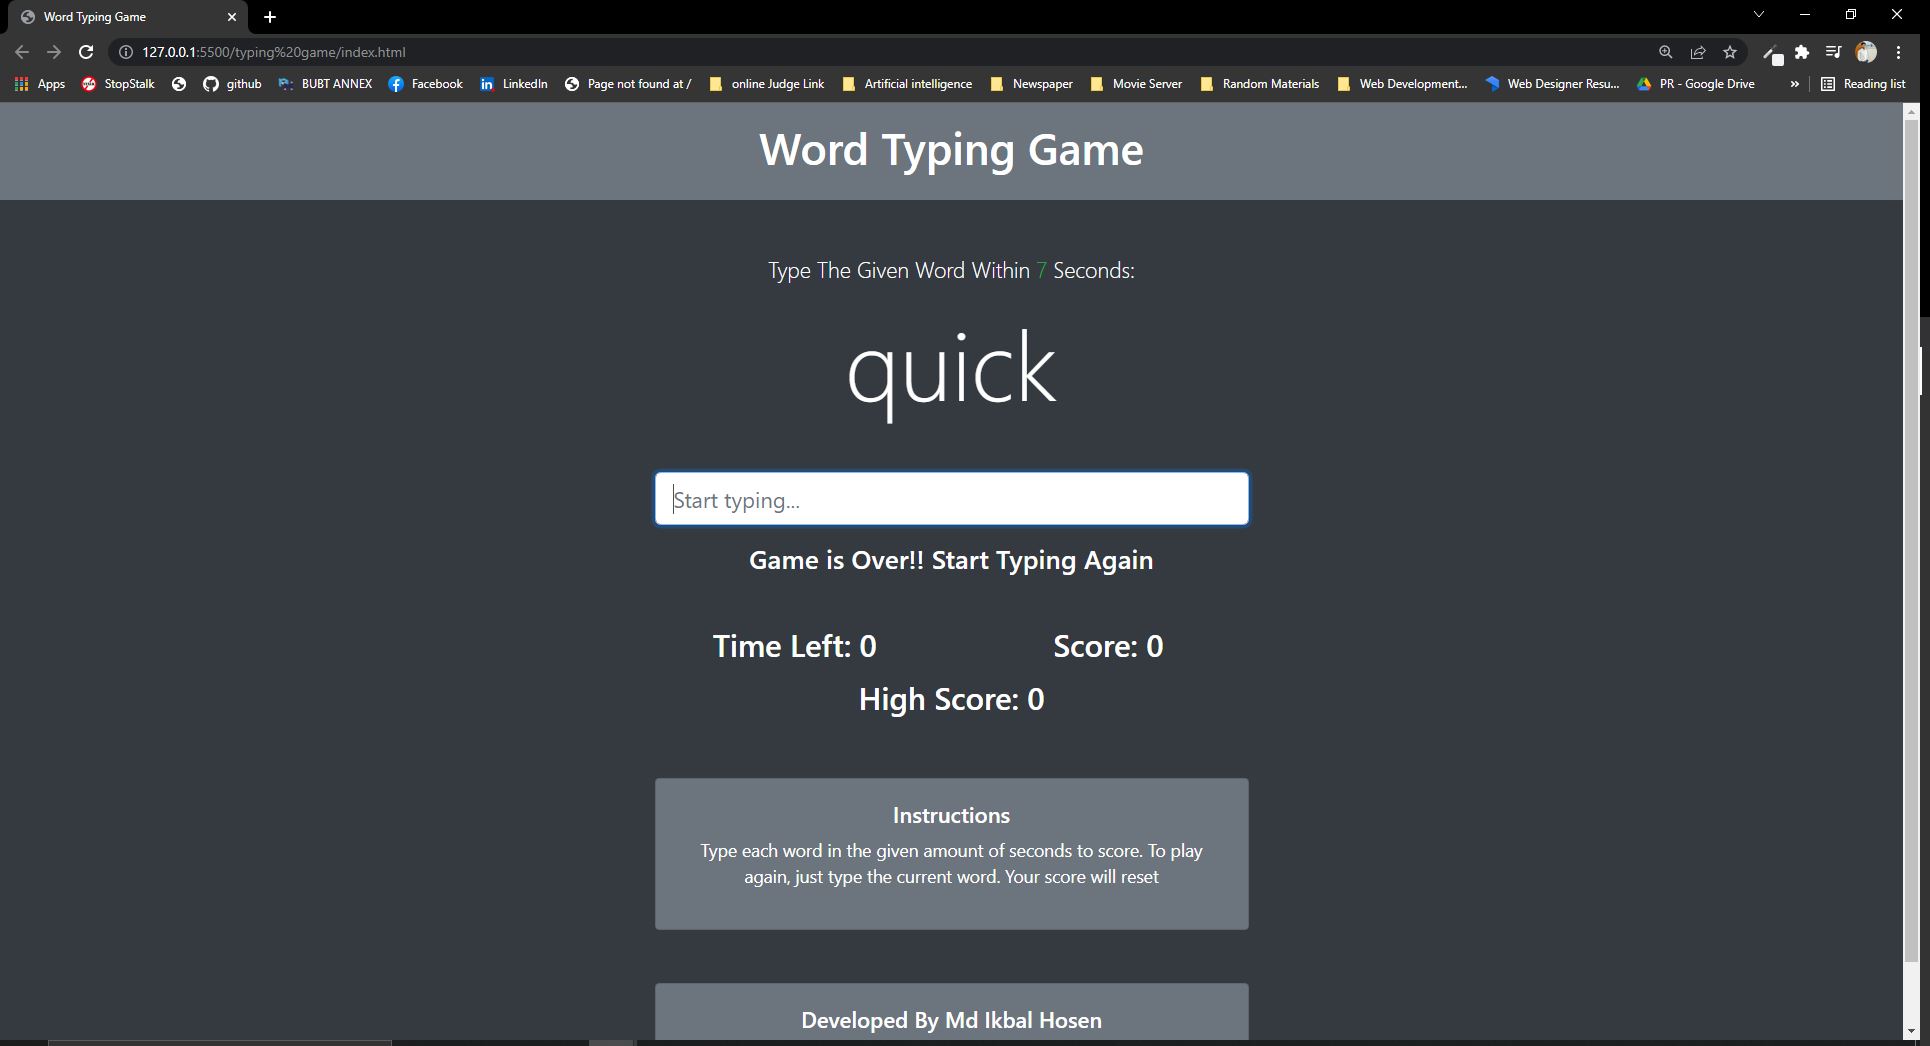 Word Typing Game
127.0.0.1:5500/typing%20game/index.html
Apps StopStalk github BUBT ANNEX Facebook LinkedIn Page not found at / online Judge Link Artificial intelligence Newspaper Movie Server Random Materials Web Development... Web Designer Resu... PR - Google Drive » Reading list
Word Typing Game
Type The Given Word Within 7 Seconds:
quick
Start typing...
Game is Over!! Start Typing Again
Time Left: 0 Score: 0
High Score: 0
Instructions
Type each word in the given amount of seconds to score. To play
again, just type the current word. Your score will reset
Developed By Md Ikbal Hosen